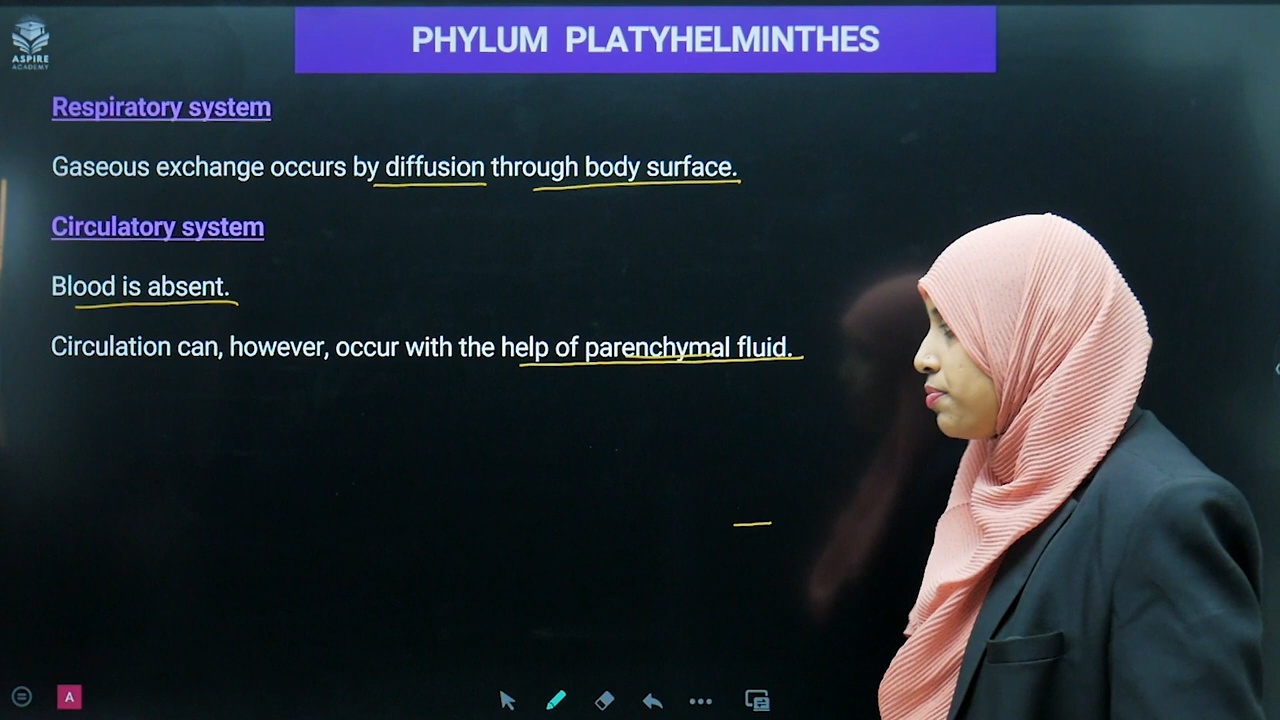 ASPIRE
ACADEMY
PHYLUM PLATYHELMINTHES
Respiratory system
Gaseous exchange occurs by diffusion through body surface.
Circulatory system
Blood is absent.
Circulation can, however, occur with the help of parenchymal fluid.
A